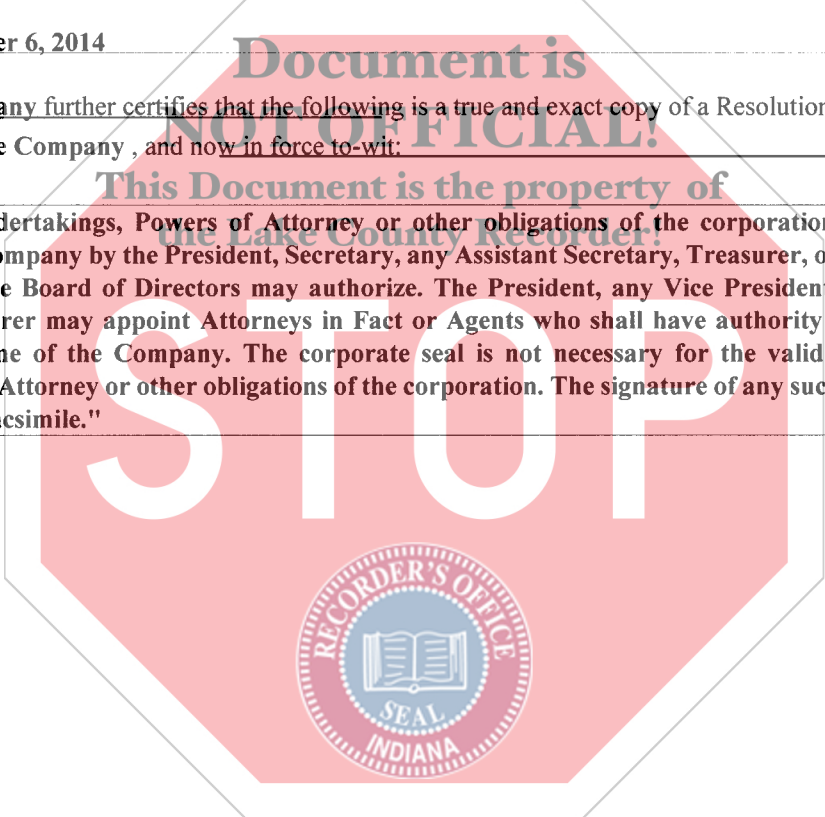 er 6, 2014
Document is
any further certifies that the following is a true and exact copy of a Resolution
NOT OFFICIAL!
e Company , and now in force to-wit:
This Document is the property of
dertakings, Powers of Attorney or other obligations of the corporation
the Lake County Recorder!
ompany by the President, Secretary, any Assistant Secretary, Treasurer, o
e Board of Directors may authorize. The President, any Vice President
rer may appoint Attorneys in Fact or Agents who shall have authority
ne of the Company. The corporate seal is not necessary for the valid
Attorney or other obligations of the corporation. The signature of any suc
acsimile."
STOP
RECORDER'S OFFICE
SEAL
INDIANA